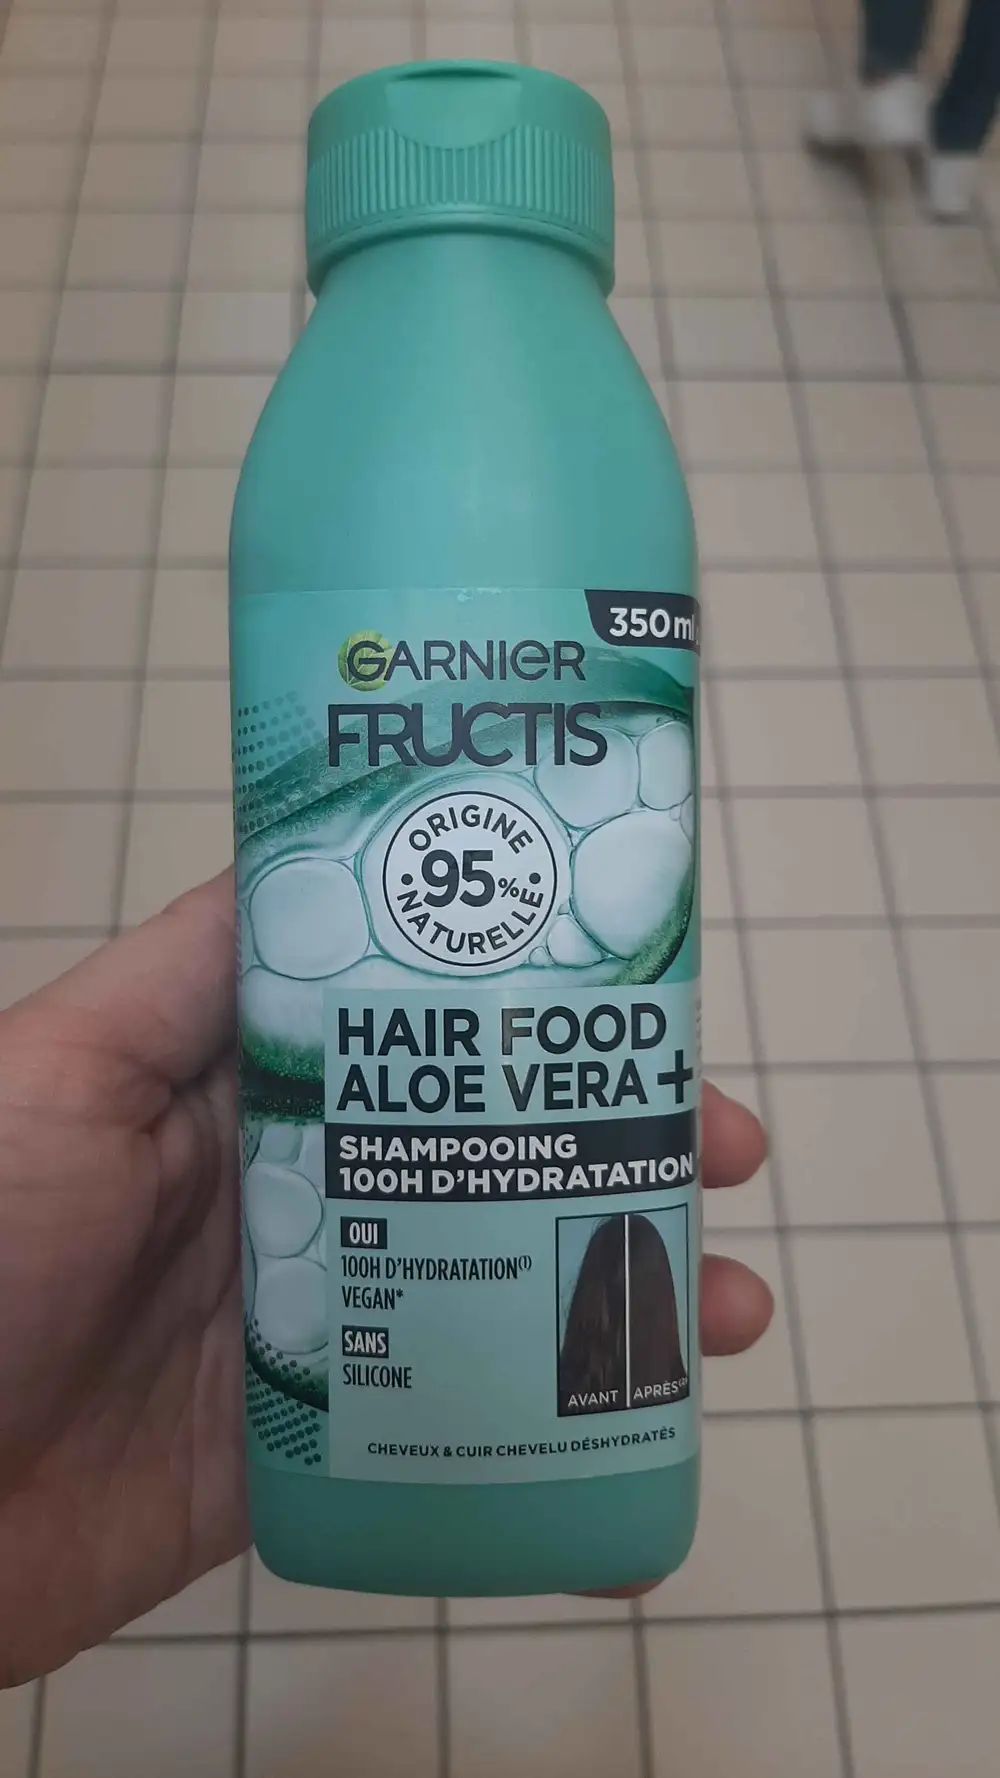 350 ml
GARNIER
FRUCTIS
ORIGINE
95%
NATURELLE
HAIR FOOD
ALOE VERA +
SHAMPOOING
100H D'HYDRATATION
OUI
100H D'HYDRATATION(1)
VEGAN*
SANS
SILICONE
AVANT APRÈS
CHEVEUX & CUIR CHEVELU DÉSHYDRATÉS